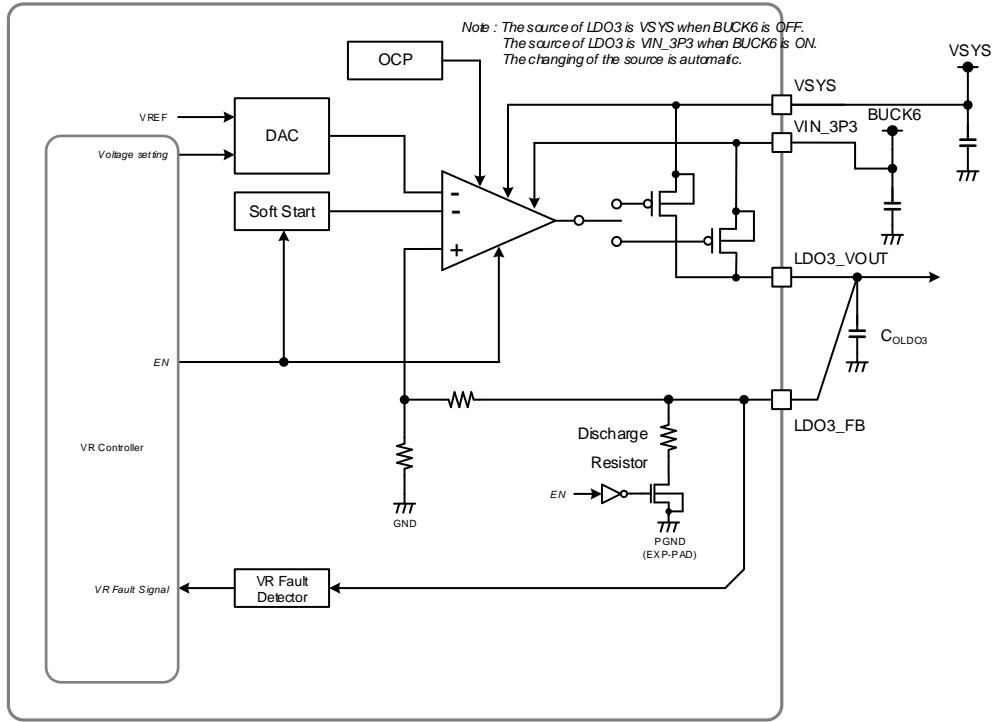 Note : The source of LDO3 is VSYS when BUCK6 is OFF.
The source of LDO3 is VIN_3P3 when BUCK6 is ON.
The changing of the source is automatic.
VSYS
OCP
VSYS
BUCK6
VREF
DAC
VIN_3P3
Voltage setting
-
Soft Start
-
+
LDO3_VOUT
COLDO3
EN
LDO3_FB
Discharge
Resistor
VR Controller
EN
GND
PGND
(EXP-PAD)
VR Fault Signal
VR Fault
Detector